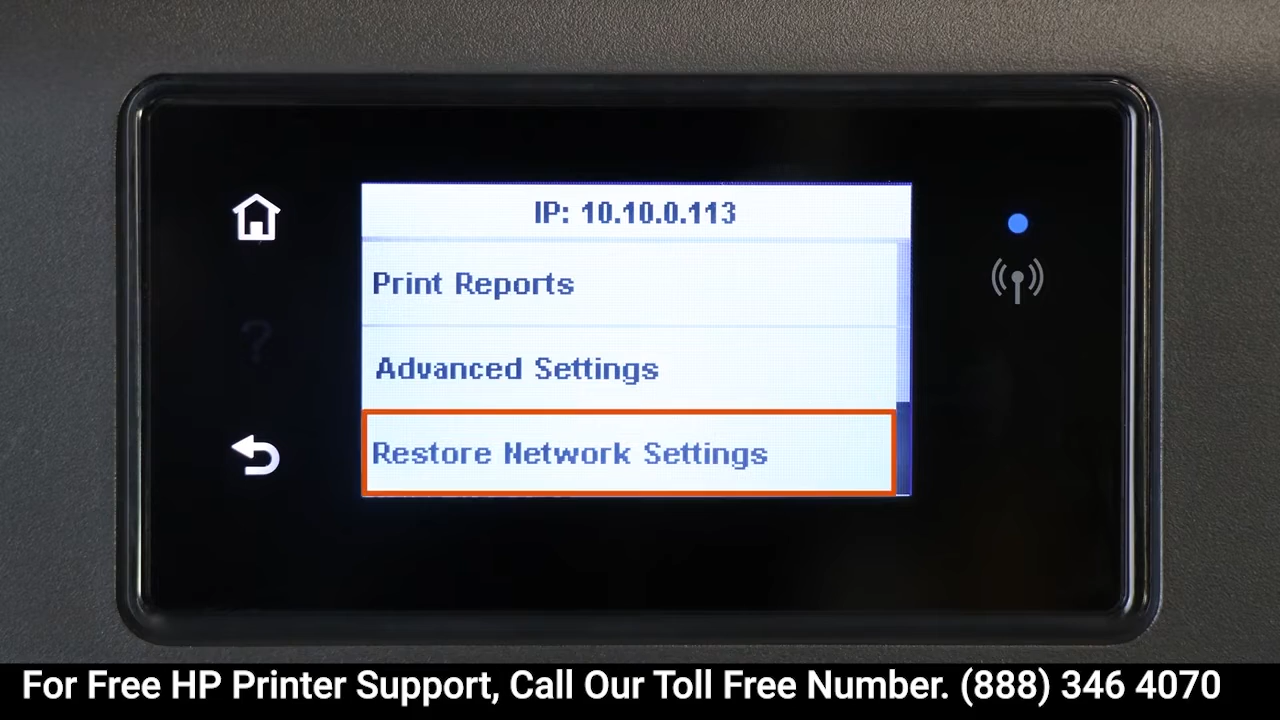 IP: 10.10.0.113
Print Reports
Advanced Settings
Restore Network Settings
For Free HP Printer Support, Call Our Toll Free Number. (888) 346 4070